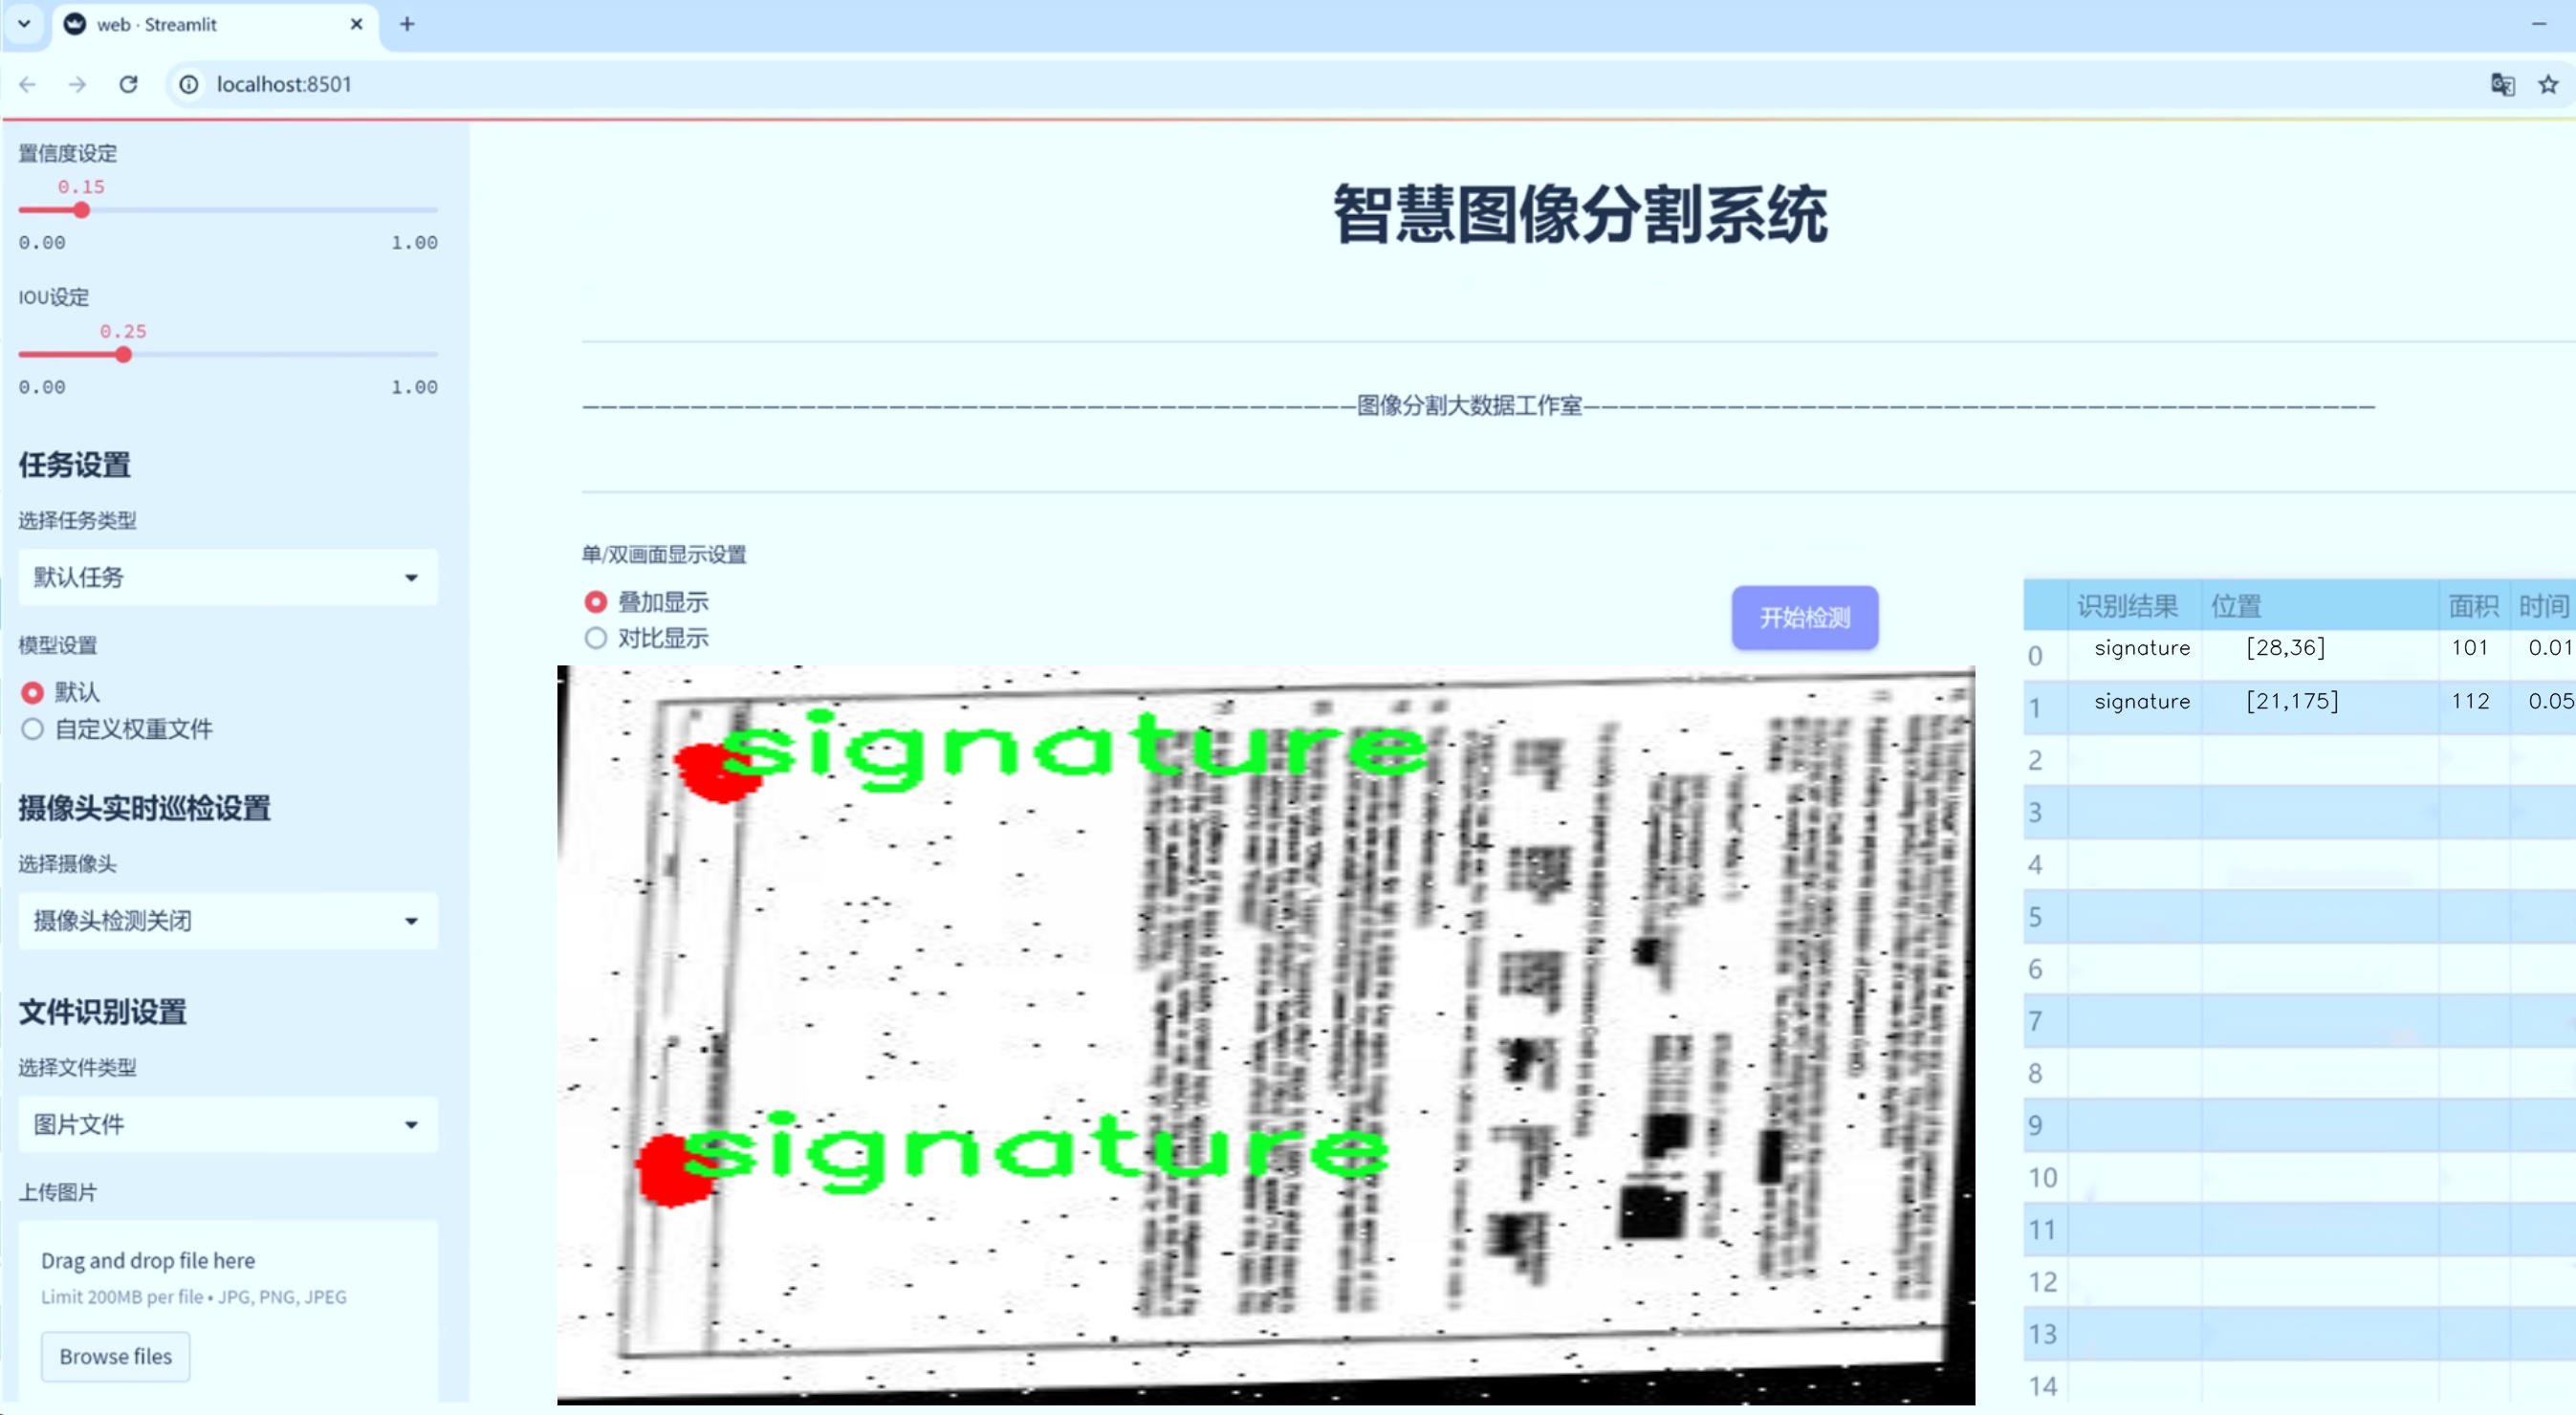 web · Streamlit
localhost:8501
置信度设定
0.15
0.00 1.00
IOU设定
0.25
0.00 1.00
任务设置
选择任务类型
默认任务
模型设置
默认
自定义权重文件
摄像头实时巡检设置
选择摄像头
摄像头检测关闭
文件识别设置
选择文件类型
图片文件
上传图片
Drag and drop file here
Limit 200MB per file • JPG, PNG, JPEG
Browse files
智慧图像分割系统
图像分割大数据工作室
单/双画面显示设置
叠加显示
对比显示
开始检测
signature
signature
识别结果 位置 面积 时间
0 signature [28,36] 101 0.01
1 signature [21,175] 112 0.05
2
3
4
5
6
7
8
9
10
11
12
13
14